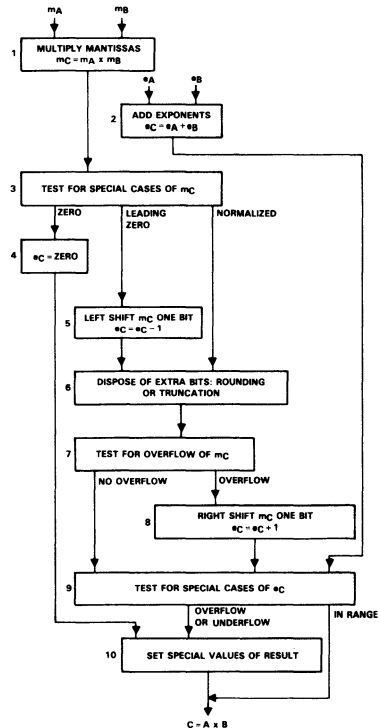 mA mB
1 MULTIPLY MANTISSAS
mC = mA x mB
eA eB
2 ADD EXPONENTS
eC = eA + eB
3 TEST FOR SPECIAL CASES OF mC
ZERO LEADING ZERO NORMALIZED
4 eC = ZERO
5 LEFT SHIFT mC ONE BIT
eC = eC − 1
6 DISPOSE OF EXTRA BITS: ROUNDING
OR TRUNCATION
7 TEST FOR OVERFLOW OF mC
NO OVERFLOW OVERFLOW
8 RIGHT SHIFT mC ONE BIT
eC = eC + 1
9 TEST FOR SPECIAL CASES OF eC
OVERFLOW
OR UNDERFLOW IN RANGE
10 SET SPECIAL VALUES OF RESULT
C = A x B